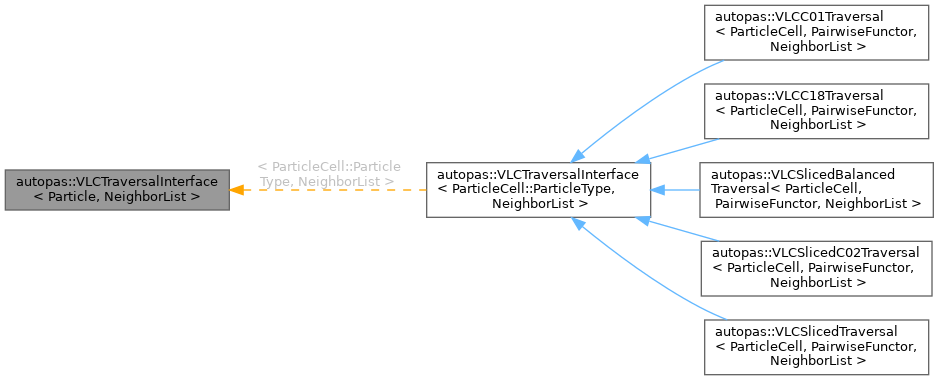 autopas::VLCC01Traversal
< ParticleCell, PairwiseFunctor,
NeighborList >
autopas::VLCC18Traversal
< ParticleCell, PairwiseFunctor,
NeighborList >
< ParticleCell::Particle
Type, NeighborList >
autopas::VLCTraversalInterface
< Particle, NeighborList >
autopas::VLCTraversalInterface
< ParticleCell::ParticleType,
NeighborList >
autopas::VLCSlicedBalanced
Traversal< ParticleCell,
PairwiseFunctor, NeighborList >
autopas::VLCSlicedC02Traversal
< ParticleCell, PairwiseFunctor,
NeighborList >
autopas::VLCSlicedTraversal
< ParticleCell, PairwiseFunctor,
NeighborList >